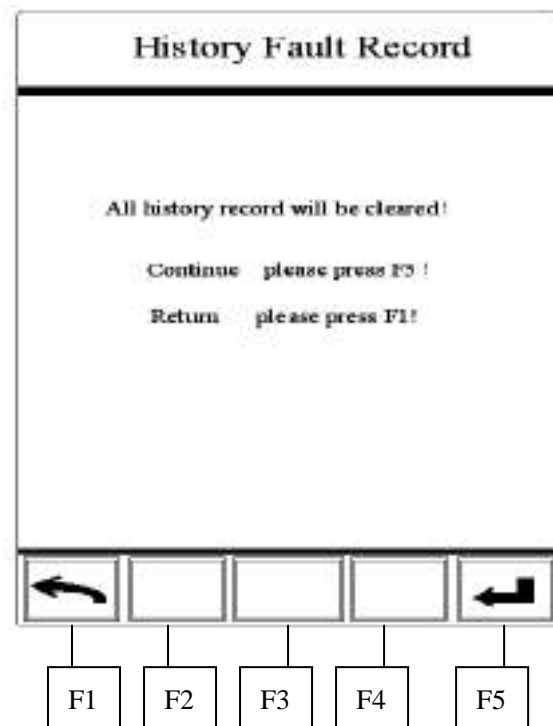 History Fault Record
All history record will be cleared!
Continue please press F5 !
Return please press F1!
F1 F2 F3 F4 F5